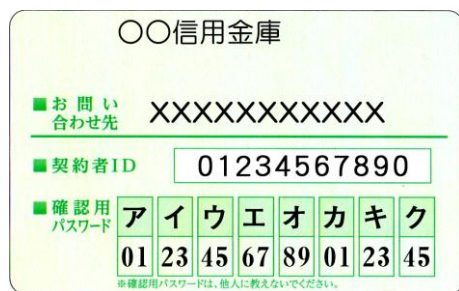 〇〇信用金庫
■お問い合わせ先 XXXXXXXXXXX
■契約者ID 01234567890
■確認用パスワード
ア イ ウ エ オ カ キ ク
01 23 45 67 89 01 23 45
※確認用パスワードは、他人に教えないでください。